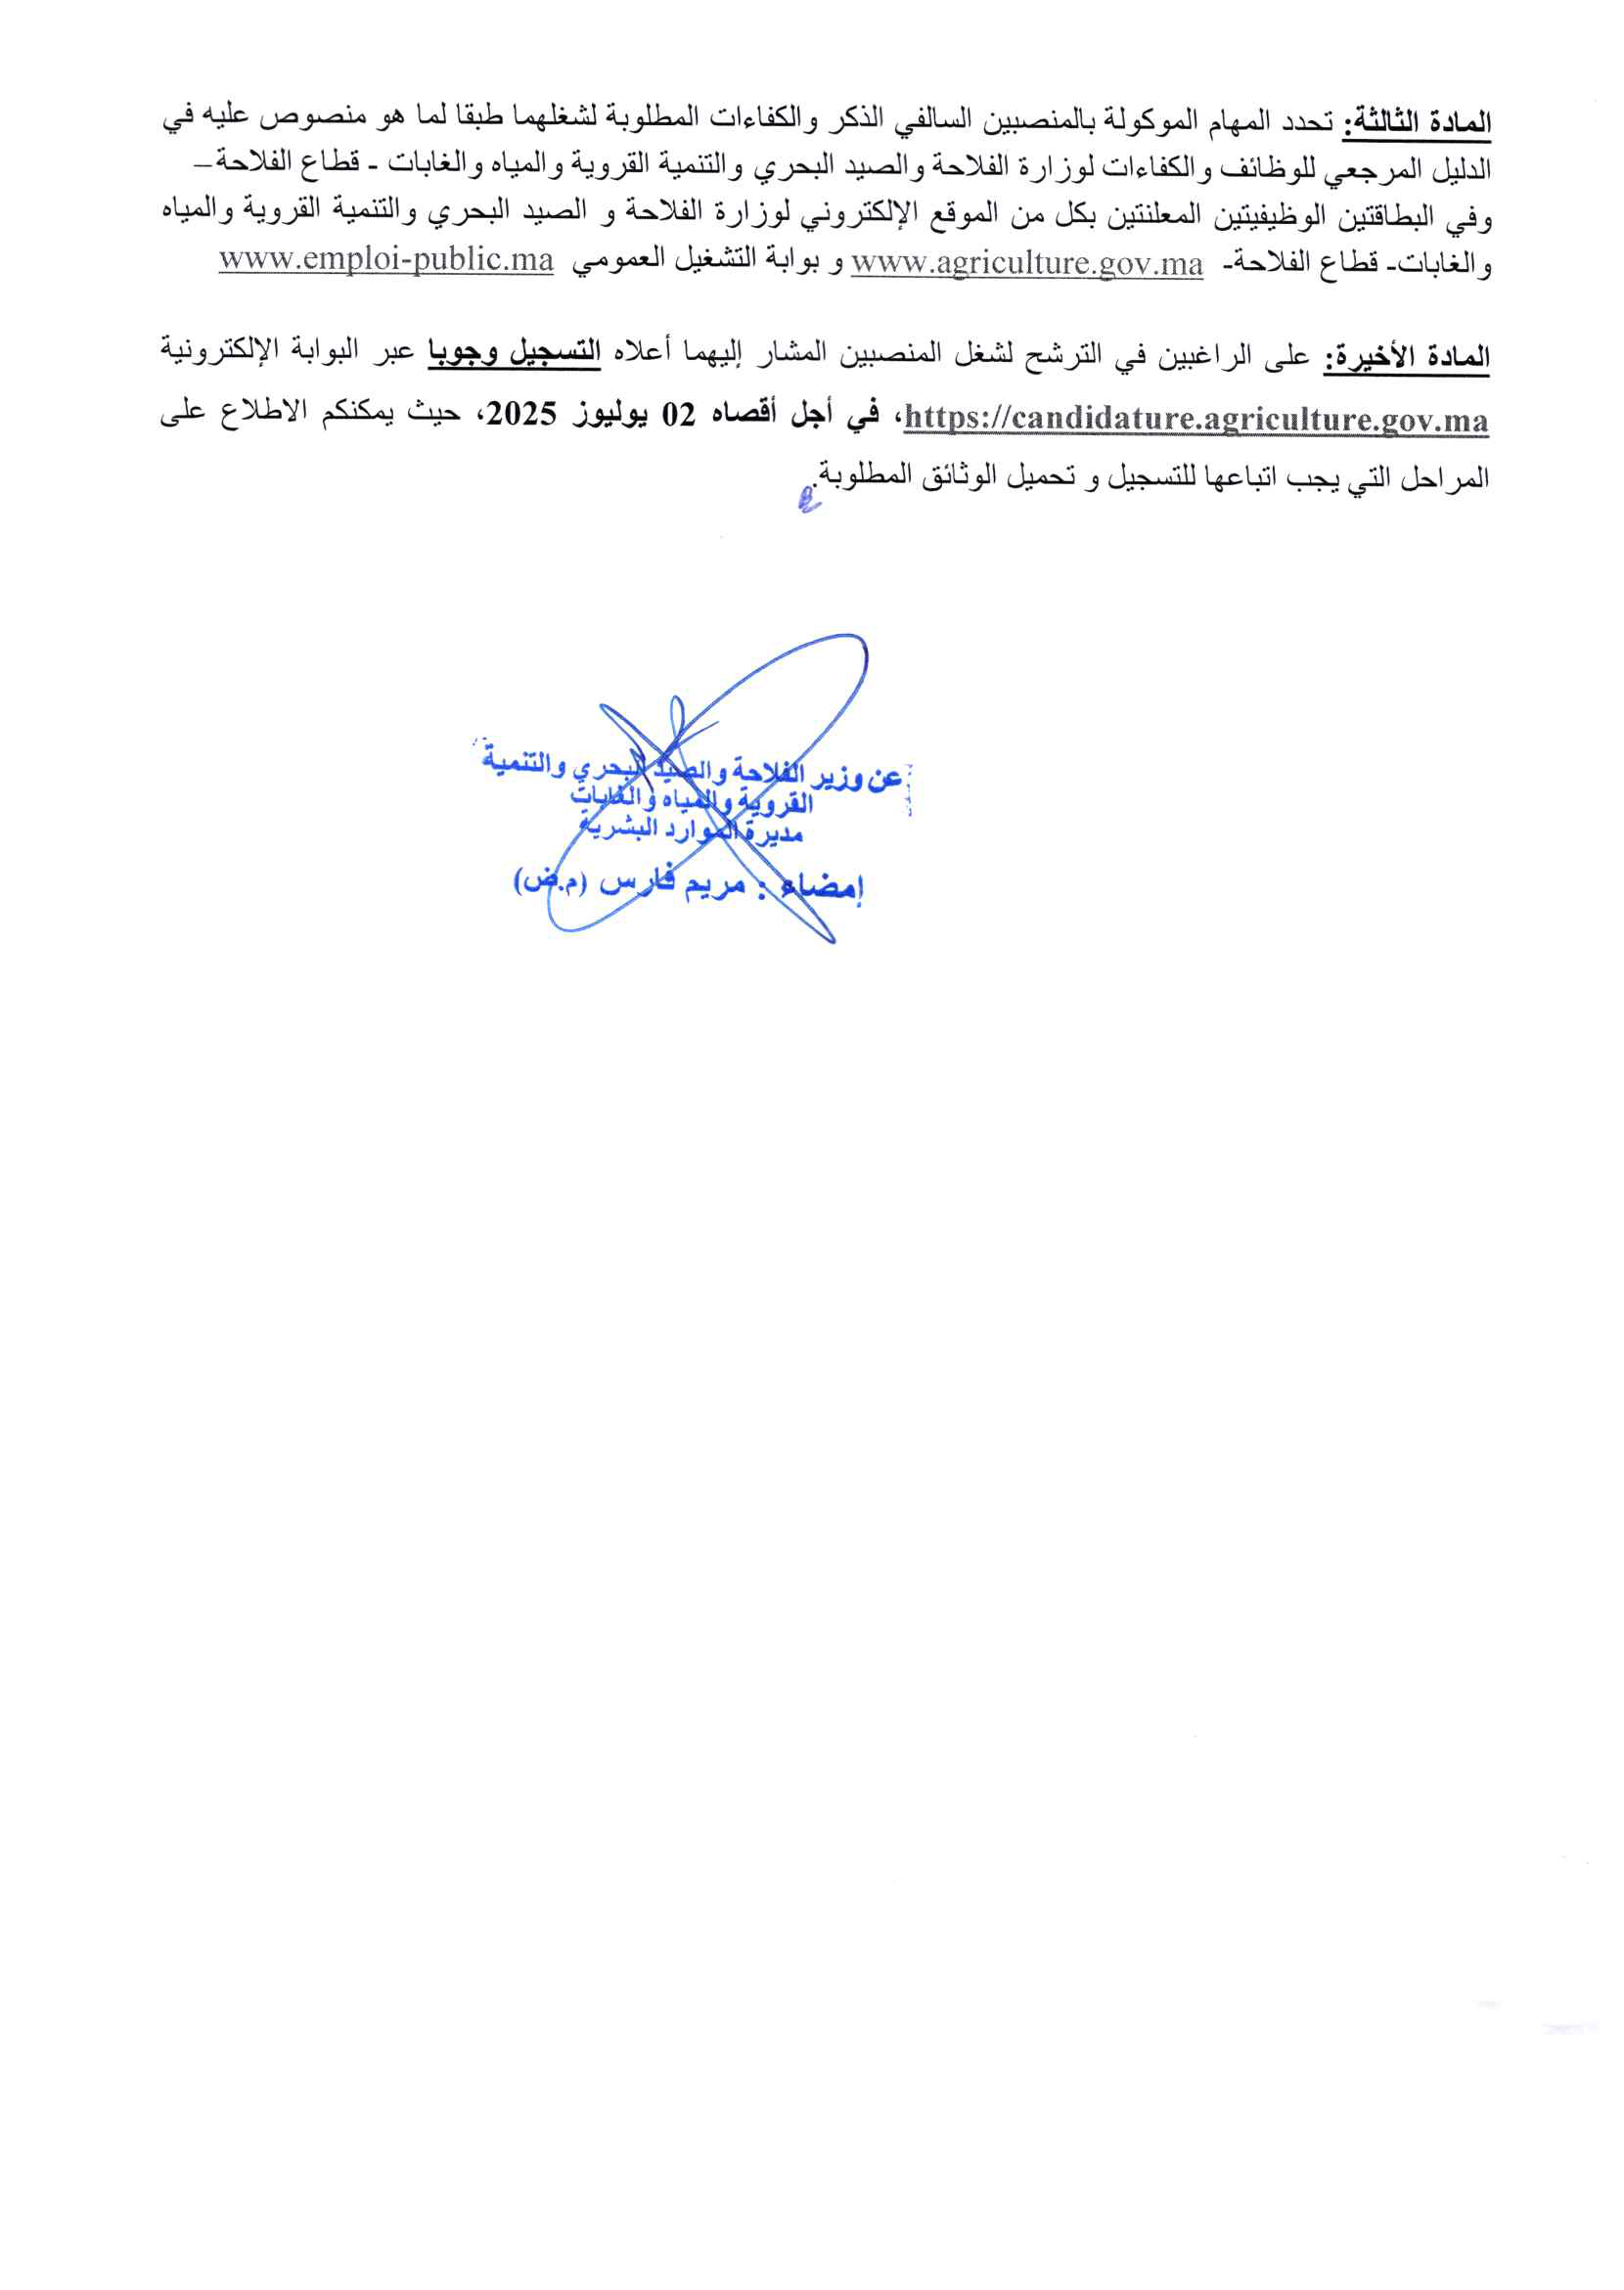 المادة الثالثة: تحدد المهام الموكولة بالمنصبين السالفي الذكر والكفاءات المطلوبة لشغلهما طبقا لما هو منصوص عليه في
الدليل المرجعي للوظائف والكفاءات لوزارة الفلاحة والصيد البحري والتنمية القروية والمياه والغابات - قطاع الفلاحة–
وفي البطاقتين الوظيفيتين المعلنتين بكل من الموقع الإلكتروني لوزارة الفلاحة و الصيد البحري والتنمية القروية والمياه
والغابات- قطاع الفلاحة- www.agriculture.gov.ma و بوابة التشغيل العمومي www.emploi-public.ma
المادة الأخيرة: على الراغبين في الترشح لشغل المنصبين المشار إليهما أعلاه التسجيل وجوبا عبر البوابة الإلكترونية
https://candidature.agriculture.gov.ma، في أجل أقصاه 02 يوليوز 2025، حيث يمكنكم الاطلاع على
المراحل التي يجب اتباعها للتسجيل و تحميل الوثائق المطلوبة.
عن وزير الفلاحة والصيد البحري والتنمية
القروية والمياه والغابات
مديرة الموارد البشرية
إمضاء : مريم فارس (م.ض)